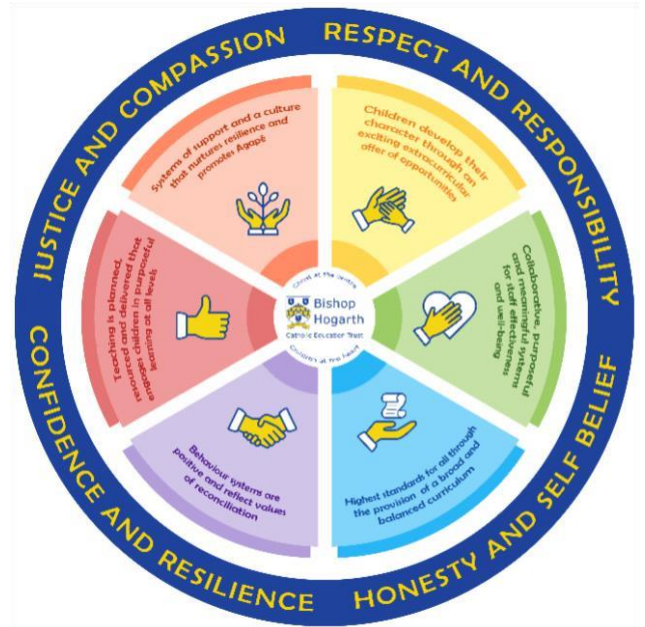 JUSTICE AND COMPASSION
RESPECT AND RESPONSIBILITY
HONESTY AND SELF BELIEF
CONFIDENCE AND RESILIENCE
Systems of support and a culture
that nurtures resilience and
promotes Agapé
Children develop their
character through an
exciting extracurricular
offer of opportunities
Collaborative, purposeful
and meaningful systems
for staff effectiveness
and well-being
Highest standards for all through
the provision of a broad and
balanced curriculum
Behaviour systems are
positive and reflect values
of reconciliation
Teaching is planned,
resourced and delivered that
engages children in purposeful
learning at all levels
Christ at the centre
Bishop
Hogarth
Catholic Education Trust
Children at the heart